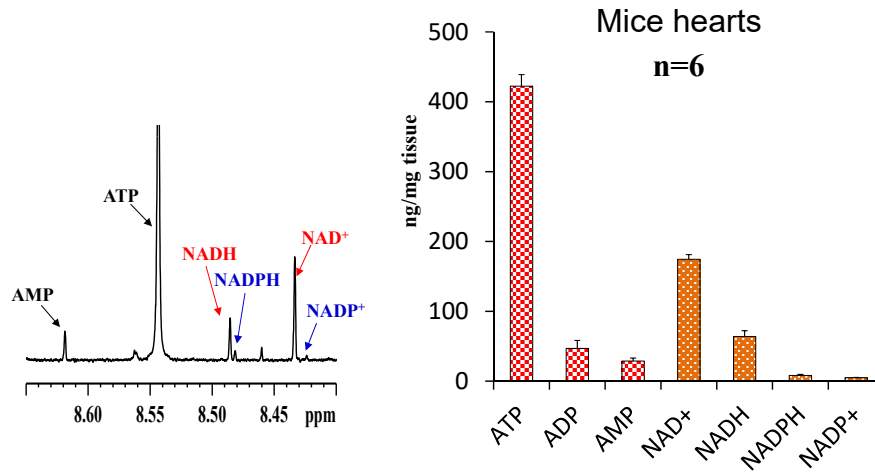 ATP
NAD⁺
NADH
NADPH
AMP
NADP⁺
8.60 8.55 8.50 8.45 ppm
Mice hearts
n=6
ng/mg tissue
500
400
300
200
100
0
ATP ADP AMP NAD+ NADH NADPH NADP+